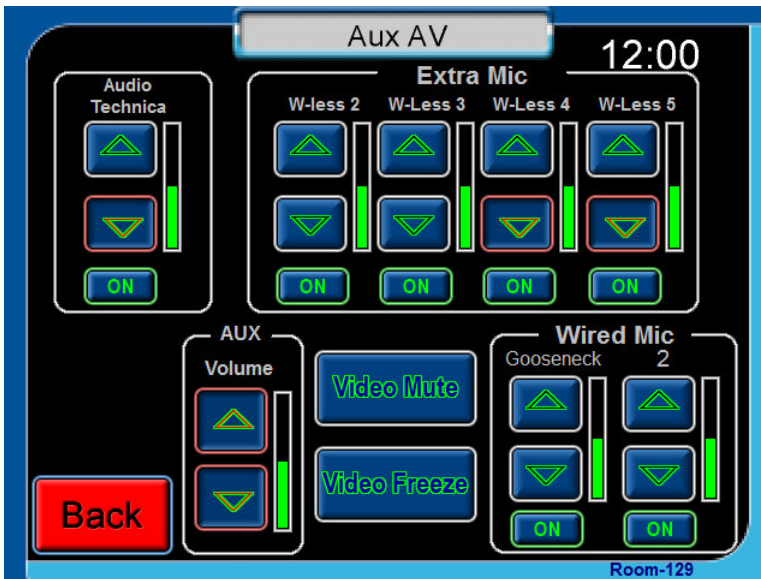 Aux AV
12:00
Audio
Technica
ON
Extra Mic
W-less 2 W-Less 3 W-Less 4 W-Less 5
ON ON ON ON
AUX
Volume
Video Mute
Video Freeze
Wired Mic
Gooseneck 2
ON ON
Back
Room-129